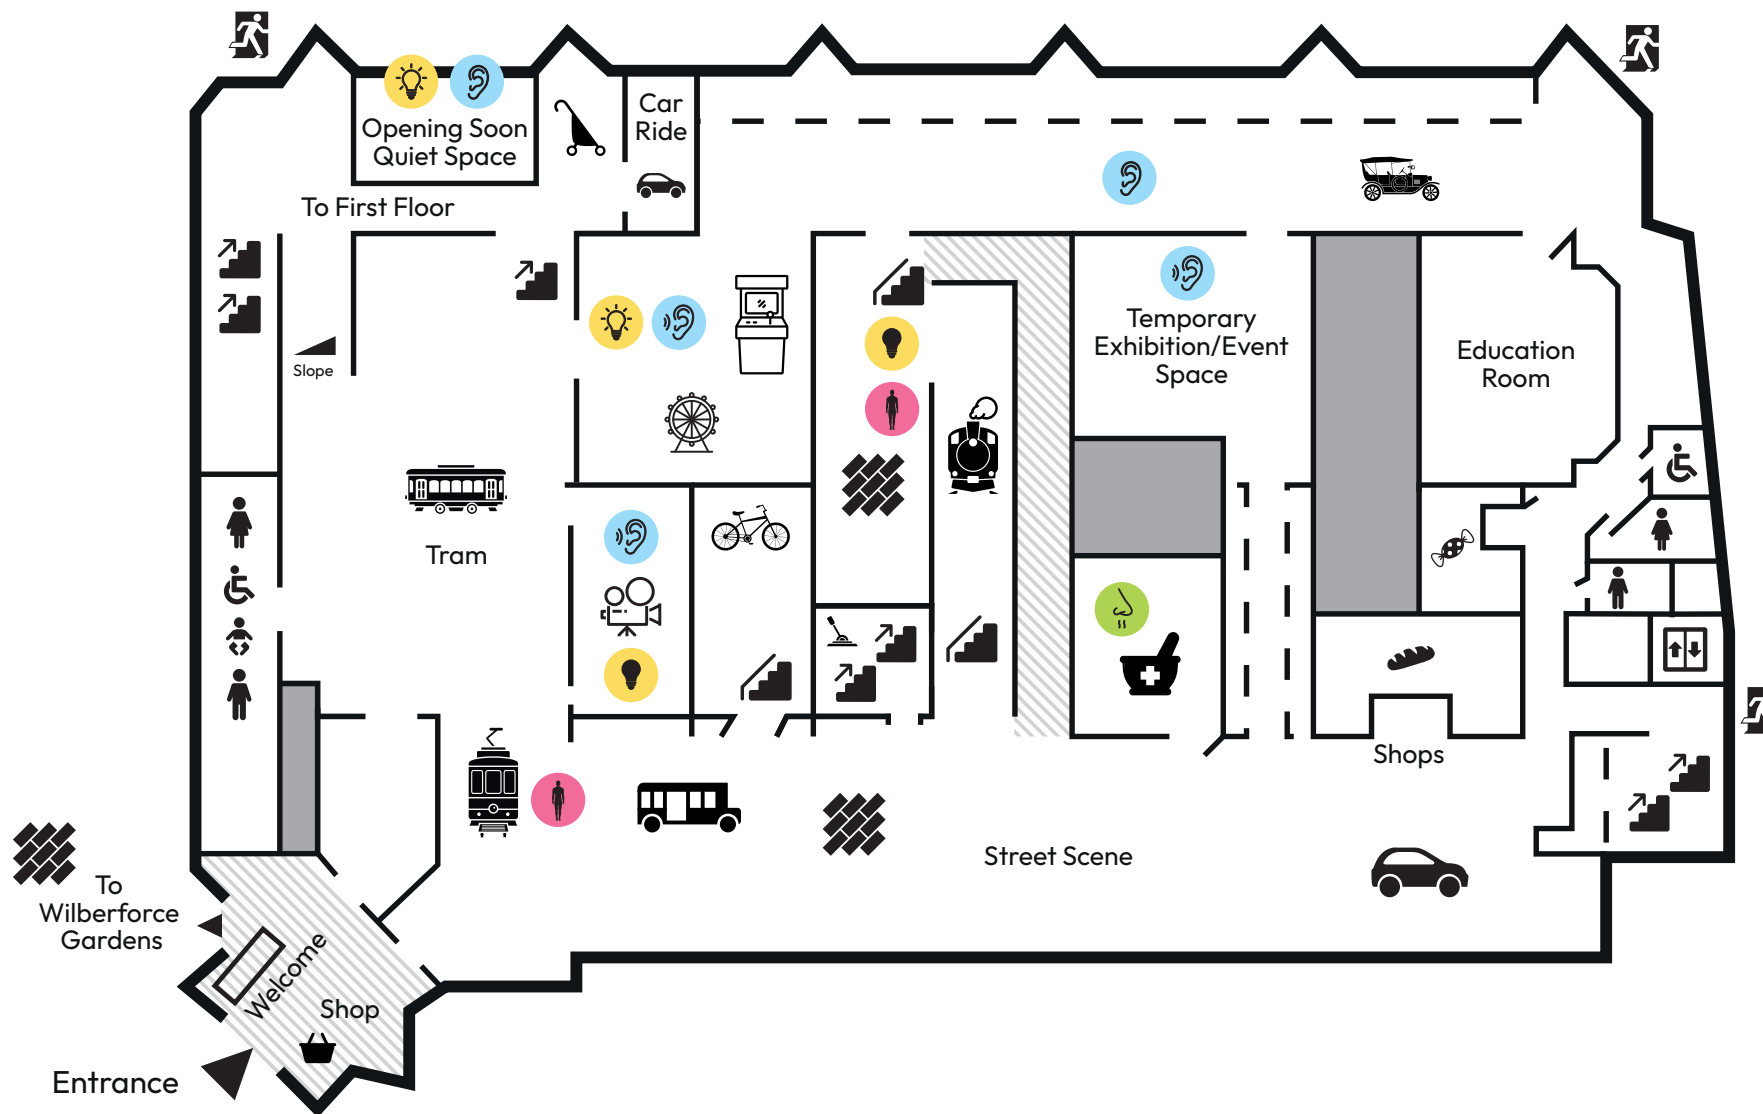 Opening Soon
Quiet Space
Car
Ride
To First Floor
Slope
Temporary
Exhibition/Event
Space
Education
Room
Tram
Shops
Street Scene
To
Wilberforce
Gardens
Welcome
Shop
Entrance